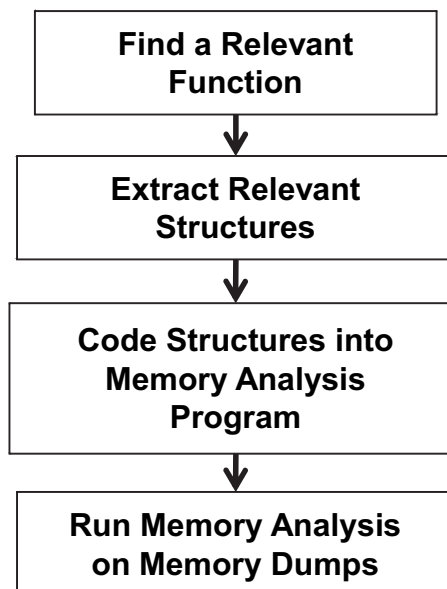 Find a Relevant
Function
Extract Relevant
Structures
Code Structures into
Memory Analysis
Program
Run Memory Analysis
on Memory Dumps